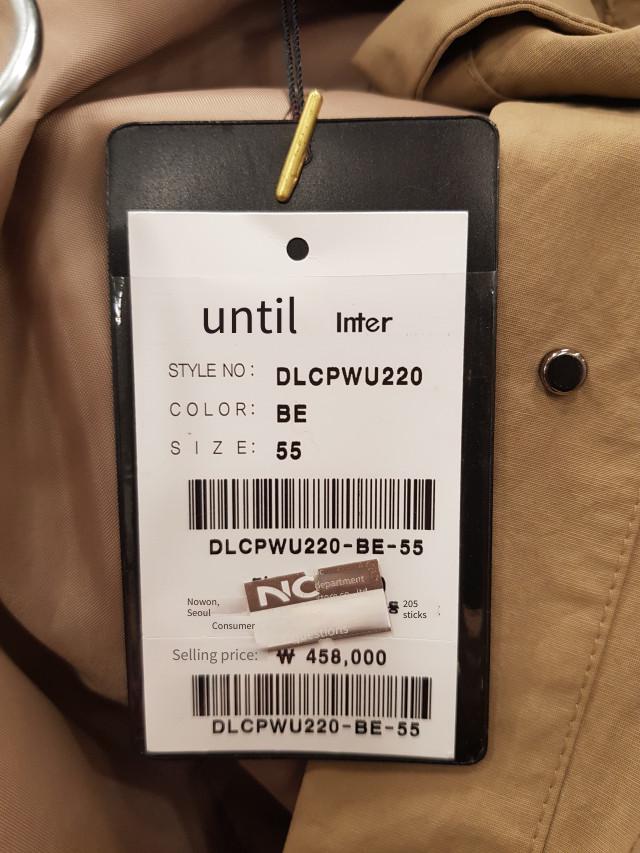 until Inter
STYLE NO: DLCPWU220
COLOR: BE
SIZE: 55
DLCPWU220-BE-55
NC department
Nowon, Seoul
205 sticks
Consumer
questions
Selling price: ₩ 458,000
DLCPWU220-BE-55